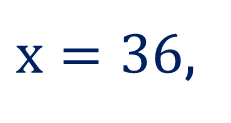 x = 36,